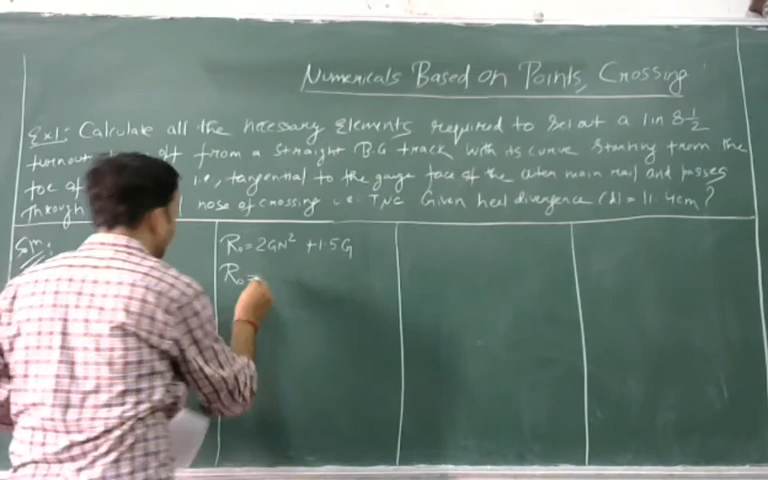 Numericals Based on Points, Crossing
Ex1: Calculate all the necessary Elements required to set out a 1 in 8 1/2
turnout off from a straight B.G track with its curve starting from the
toe of i.e., tangential to the gauge face of the outer main rail and passes
Through nose of crossing i.e. TNC Given heel divergence (d) = 11.4cm?
Soln:
R₀ = 2GN² + 1.5G
R₀ =